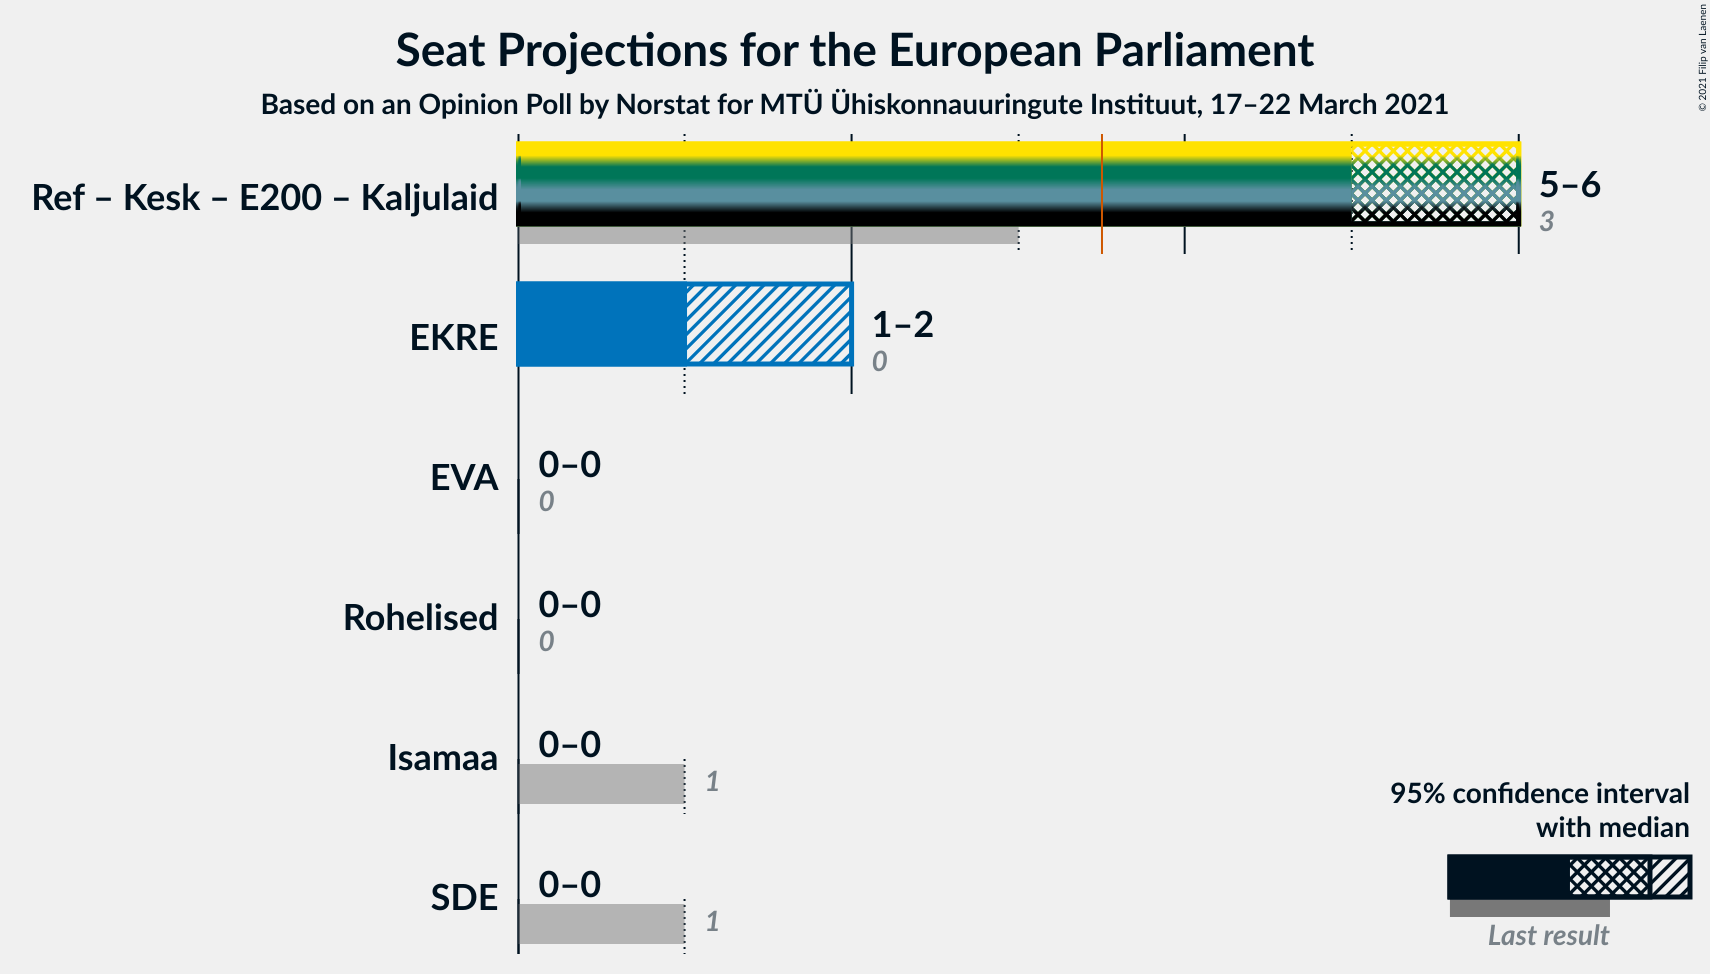 Seat Projections for the European Parliament
Based on an Opinion Poll by Norstat for MTÜ Ühiskonnauuringute Instituut, 17–22 March 2021
© 2021 Filip van Laenen
Ref – Kesk – E200 – Kaljulaid
5–6
3
EKRE
1–2
0
EVA
0–0
0
Rohelised
0–0
0
Isamaa
0–0
1
SDE
0–0
1
95% confidence interval
with median
Last result